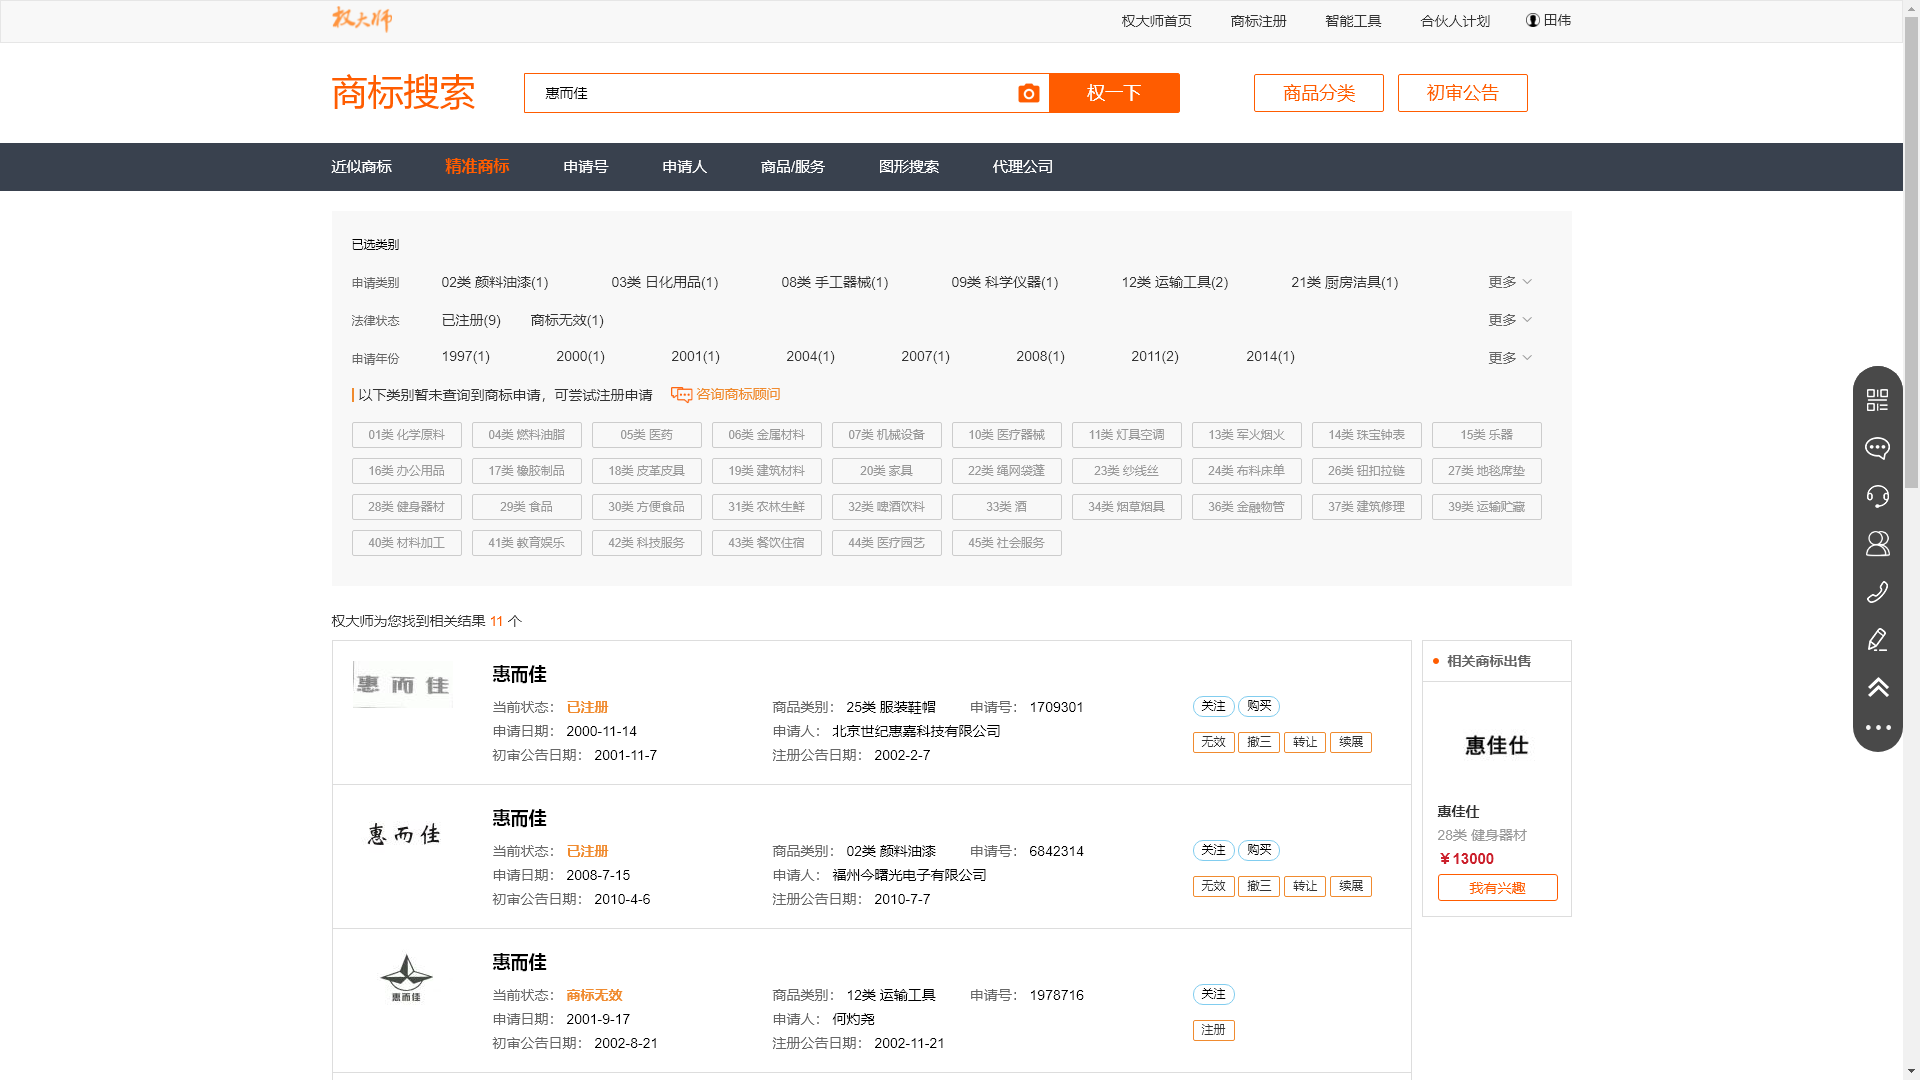 权大师 权大师首页 商标注册 智能工具 合伙人计划 田伟
商标搜索 惠而佳 权一下 商品分类 初审公告
近似商标 精准商标 申请号 申请人 商品/服务 图形搜索 代理公司
已选类别
申请类别 02类 颜料油漆(1) 03类 日化用品(1) 08类 手工器械(1) 09类 科学仪器(1) 12类 运输工具(2) 21类 厨房洁具(1) 更多
法律状态 已注册(9) 商标无效(1) 更多
申请年份 1997(1) 2000(1) 2001(1) 2004(1) 2007(1) 2008(1) 2011(2) 2014(1) 更多
以下类别暂未查询到商标申请，可尝试注册申请 咨询商标顾问
01类 化学原料 04类 燃料油脂 05类 医药 06类 金属材料 07类 机械设备 10类 医疗器械 11类 灯具空调 13类 军火烟火 14类 珠宝钟表 15类 乐器
16类 办公用品 17类 橡胶制品 18类 皮革皮具 19类 建筑材料 20类 家具 22类 绳网袋篷 23类 纱线丝 24类 布料床单 26类 钮扣拉链 27类 地毯席垫
28类 健身器材 29类 食品 30类 方便食品 31类 农林生鲜 32类 啤酒饮料 33类 酒 34类 烟草烟具 36类 金融物管 37类 建筑修理 39类 运输贮藏
40类 材料加工 41类 教育娱乐 42类 科技服务 43类 餐饮住宿 44类 医疗园艺 45类 社会服务
权大师为您找到相关结果 11 个
惠而佳
惠而佳
当前状态： 已注册 商品类别： 25类 服装鞋帽 申请号： 1709301 关注 购买
申请日期： 2000-11-14 申请人： 北京世纪惠嘉科技有限公司 无效 撤三 转让 续展
初审公告日期： 2001-11-7 注册公告日期： 2002-2-7
惠而佳
惠而佳
当前状态： 已注册 商品类别： 02类 颜料油漆 申请号： 6842314 关注 购买
申请日期： 2008-7-15 申请人： 福州今曙光电子有限公司 无效 撤三 转让 续展
初审公告日期： 2010-4-6 注册公告日期： 2010-7-7
惠而佳
惠而佳
当前状态： 商标无效 商品类别： 12类 运输工具 申请号： 1978716 关注
申请日期： 2001-9-17 申请人： 何灼尧 注册
初审公告日期： 2002-8-21 注册公告日期： 2002-11-21
相关商标出售
惠佳仕
惠佳仕
28类 健身器材
￥13000
我有兴趣